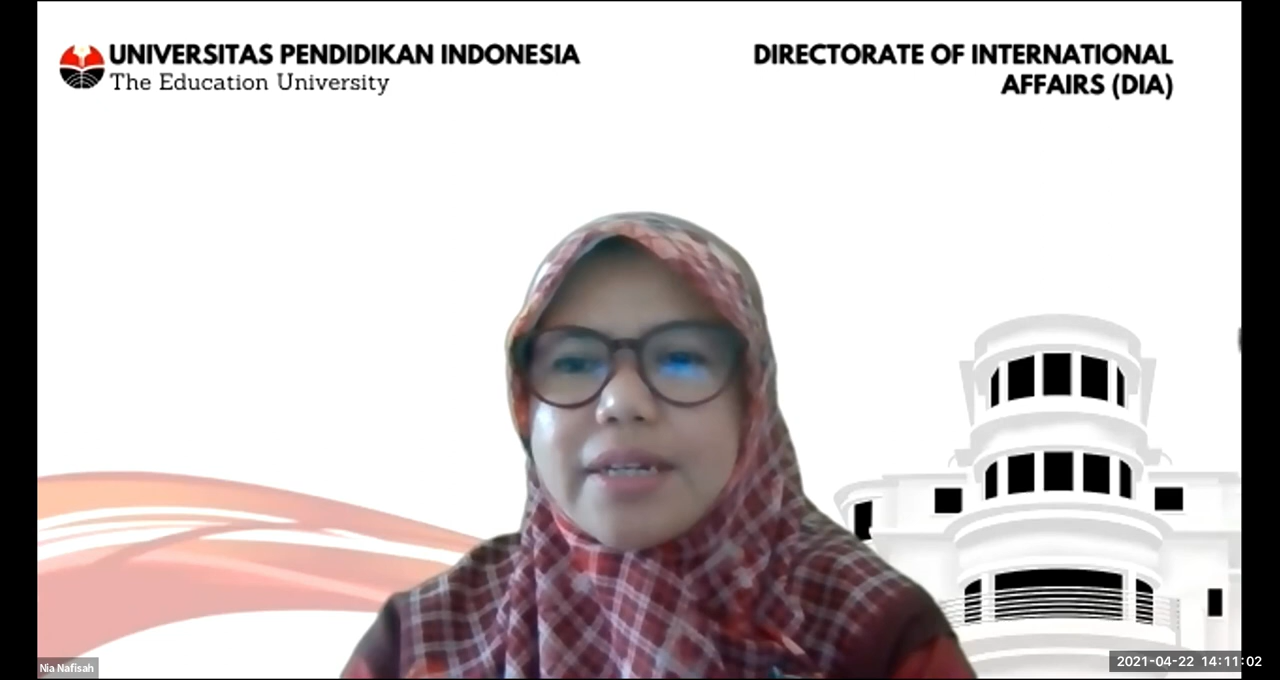 UNIVERSITAS PENDIDIKAN INDONESIA
The Education University
DIRECTORATE OF INTERNATIONAL
AFFAIRS (DIA)
Nia Nafisah
2021-04-22 14:11:02